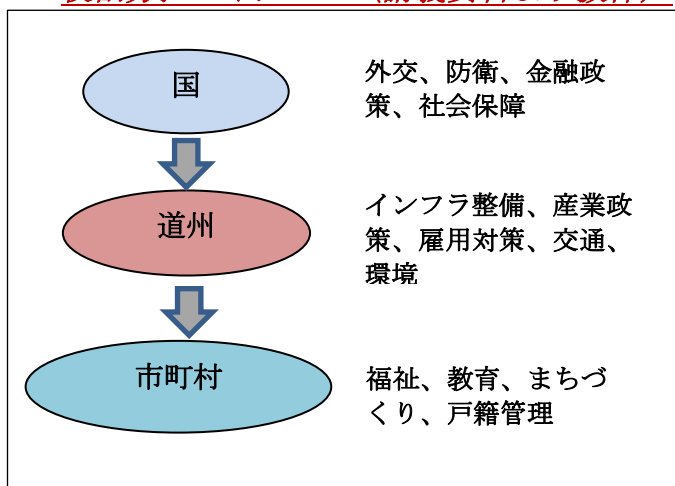 国
外交、防衛、金融政
策、社会保障
道州
インフラ整備、産業政
策、雇用対策、交通、
環境
市町村
福祉、教育、まちづ
くり、戸籍管理